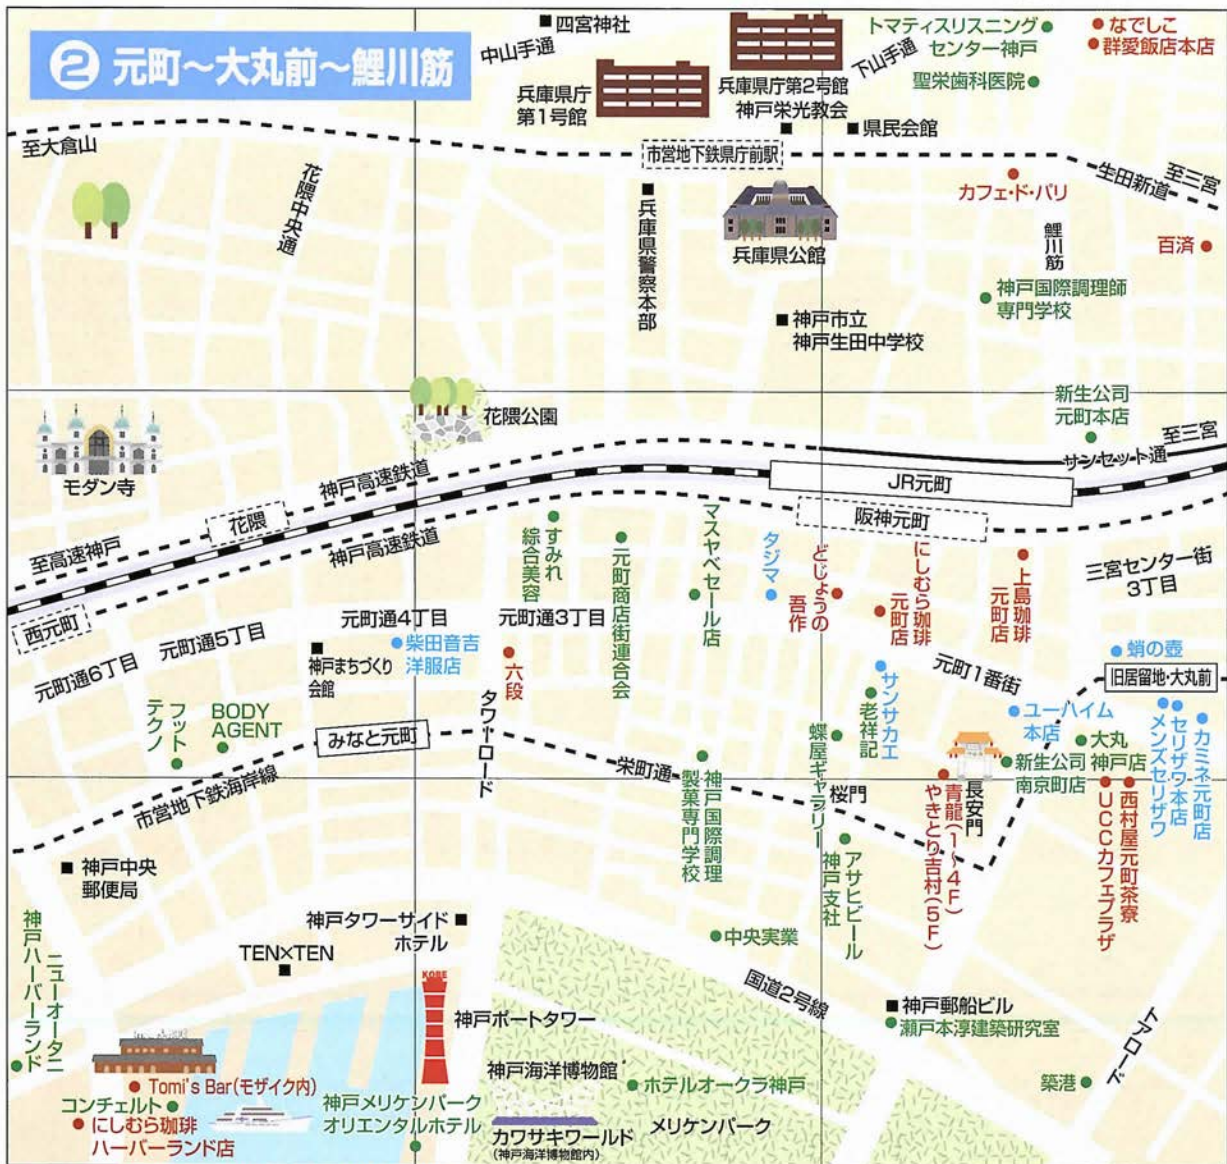 ② 元町~大丸前~鯉川筋
四宮神社
中山手通
兵庫県庁
第1号館
兵庫県庁第2号館
神戸栄光教会
下山手通
トマティスリスニング
センター神戸
なでしこ
群愛飯店本店
聖栄歯科医院
県民会館
至大倉山
市営地下鉄県庁前駅
生田新道
至三宮
花隈中央通
兵庫県警察本部
兵庫県公館
カフェ・ド・パリ
鯉川筋
百済
神戸国際調理師
専門学校
神戸市立
神戸生田中学校
モダン寺
花隈公園
新生公司
元町本店
至三宮
サンセット通
神戸高速鉄道
花隈
JR元町
阪神元町
至高速神戸
神戸高速鉄道
西元町
すみれ
綜合美容
元町商店街連合会
マスヤベセール店
タジマ
どじょうの
吾作
にしむら珈琲
元町店
上島珈琲
元町店
三宮センター街
3丁目
元町通6丁目
元町通5丁目
元町通4丁目
元町通3丁目
神戸まちづくり
会館
柴田音吉
洋服店
六段
元町1番街
蛸の壺
旧居留地・大丸前
フット
テクノ
BODY
AGENT
みなと元町
タワーロード
栄町通
市営地下鉄海岸線
神戸国際調理
製菓専門学校
蝶屋ギャラリー
老祥記
サンサカエ
ユーハイム
本店
大丸
神戸店
新生公司
南京町店
長安門
桜門
青龍(1~4F)
やきとり吉村(5F)
カミネ元町店
セリザワ本店
メンズセリザワ
西村屋元町茶寮
UCCカフェプラザ
アサヒビール
神戸支社
神戸中央
郵便局
ニューオータニ
神戸ハーバーランド
神戸タワーサイド
ホテル
TEN×TEN
中央実業
国道2号線
KOBE
神戸ポートタワー
神戸郵船ビル
瀬戸本淳建築研究室
トアロード
築港
神戸海洋博物館
ホテルオークラ神戸
Tomi's Bar(モザイク内)
コンチェルト
にしむら珈琲
ハーバーランド店
神戸メリケンパーク
オリエンタルホテル
カワサキワールド
(神戸海洋博物館内)
メリケンパーク